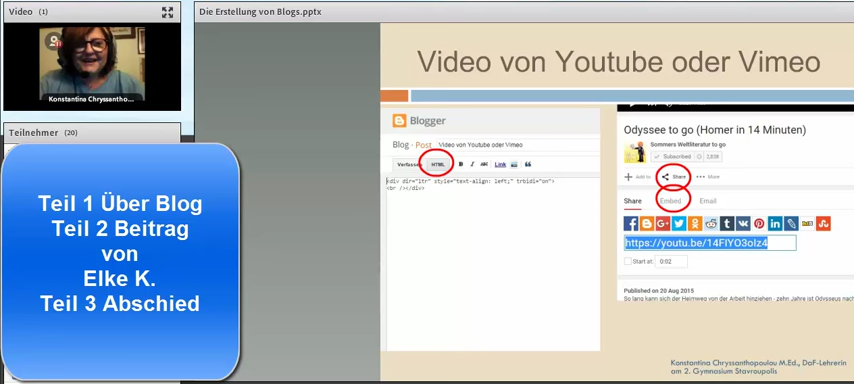 Video (1)
Die Erstellung von Blogs.pptx
Konstantina Chryssantho...
Teilnehmer (20)
Teil 1 Über Blog
Teil 2 Beitrag
von
Elke K.
Teil 3 Abschied
Video von Youtube oder Vimeo
Blogger
Blog · Post Video von Youtube oder Vimeo
Verfassen HTML B I ABC Link
<div dir="ltr" style="text-align: left;" trbidi="on">
<br /></div>
Odyssee to go (Homer in 14 Minuten)
Sommers Weltliteratur to go
Subscribed
Add to Share More
Share Embed Email
https://youtu.be/14FIYO3oIz4
Start at: 0:02
Published on 20 Aug 2015
So lang kann sich der Heimweg von der Arbeit hinziehen - zehn Jahre ist Odysseus nach
Konstantina Chryssanthopoulou M.Ed., DaF-Lehrerin
am 2. Gymnasium Stavroupolis